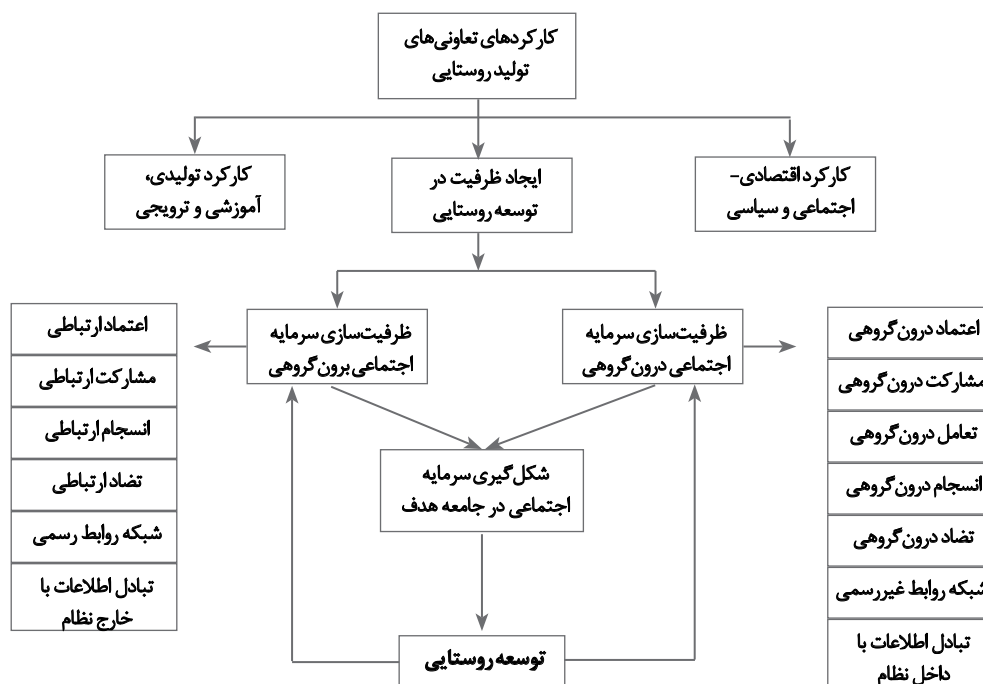 کارکردهای تعاونی‌های
تولید روستایی
کارکرد اقتصادی-
اجتماعی و سیاسی
ایجاد ظرفیت در
توسعه روستایی
کارکرد تولیدی،
آموزشی و ترویجی
ظرفیت‌سازی سرمایه
اجتماعی درون‌گروهی
ظرفیت‌سازی سرمایه
اجتماعی برون‌گروهی
اعتماد درون‌گروهی
مشارکت درون‌گروهی
تعامل درون‌گروهی
انسجام درون‌گروهی
تضاد درون‌گروهی
شبکه روابط غیررسمی
تبادل اطلاعات با
داخل نظام
اعتماد ارتباطی
مشارکت ارتباطی
انسجام ارتباطی
تضاد ارتباطی
شبکه روابط رسمی
تبادل اطلاعات با
خارج نظام
شکل‌گیری سرمایه
اجتماعی در جامعه هدف
توسعه روستایی